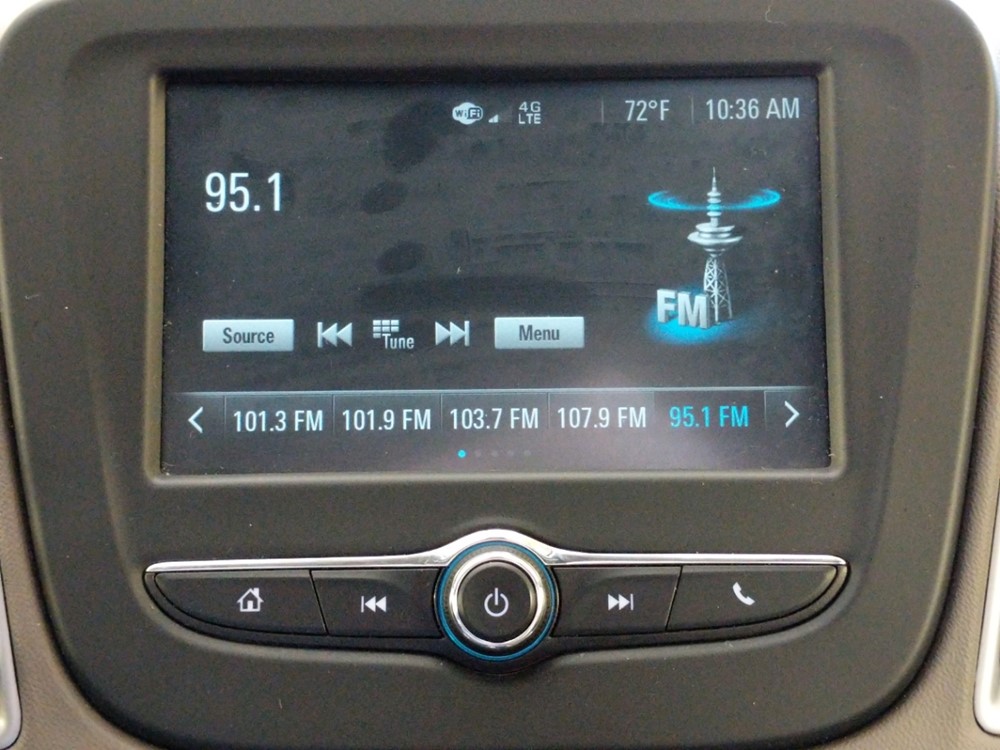 WiFi 4G LTE 72°F 10:36 AM
95.1
FM
Source Tune Menu
101.3 FM 101.9 FM 103.7 FM 107.9 FM 95.1 FM